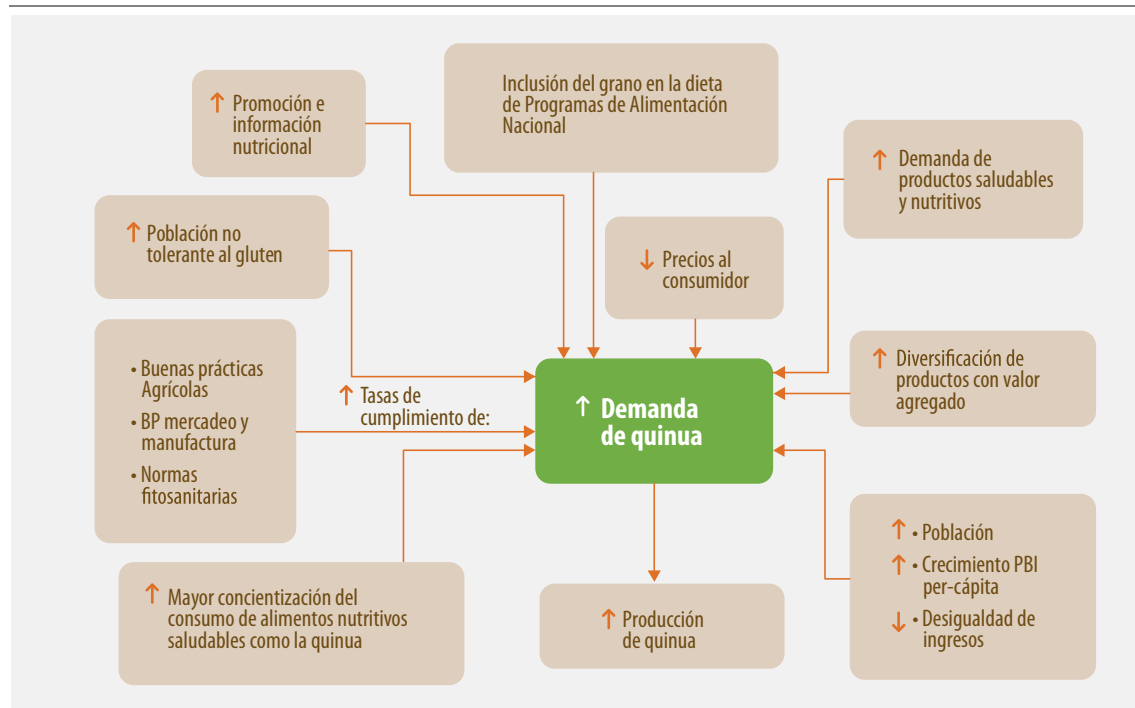 ↑ Promoción e
información
nutricional
Inclusión del grano en la dieta
de Programas de Alimentación
Nacional
↑ Demanda de
productos saludables
y nutritivos
↑ Población no
tolerante al gluten
↓ Precios al
consumidor
• Buenas prácticas
Agrícolas
• BP mercadeo y
manufactura
• Normas
fitosanitarias
↑ Tasas de
cumplimiento de:
↑ Demanda
de quinua
↑ Diversificación de
productos con valor
agregado
↑ • Población
↑ • Crecimiento PBI
per-cápita
↓ • Desigualdad de
ingresos
↑ Mayor concientización del
consumo de alimentos nutritivos
saludables como la quinua
↑ Producción
de quinua